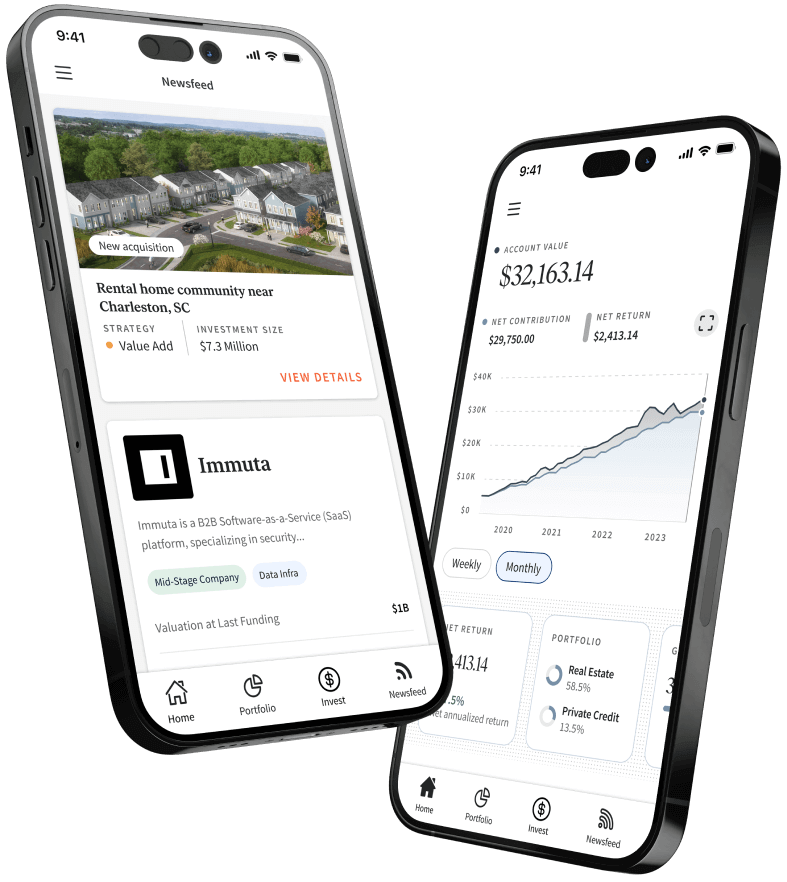 9:41
Newsfeed
New acquisition
Rental home community near
Charleston, SC
STRATEGY
INVESTMENT SIZE
Value Add
$7.3 Million
VIEW DETAILS
Immuta
Immuta is a B2B Software-as-a-Service (SaaS)
platform, specializing in security...
Mid-Stage Company
Data Infra
Valuation at Last Funding
$1B
Home
Portfolio
Invest
Newsfeed
9:41
ACCOUNT VALUE
$32,163.14
NET CONTRIBUTION
NET RETURN
$29,750.00
$2,413.14
$40K
$30K
$20K
$10K
$0
2020
2021
2022
2023
Weekly
Monthly
NET RETURN
,413.14
.5%
net annualized return
PORTFOLIO
Real Estate
58.5%
Private Credit
13.5%
G
3
Home
Portfolio
Invest
Newsfeed